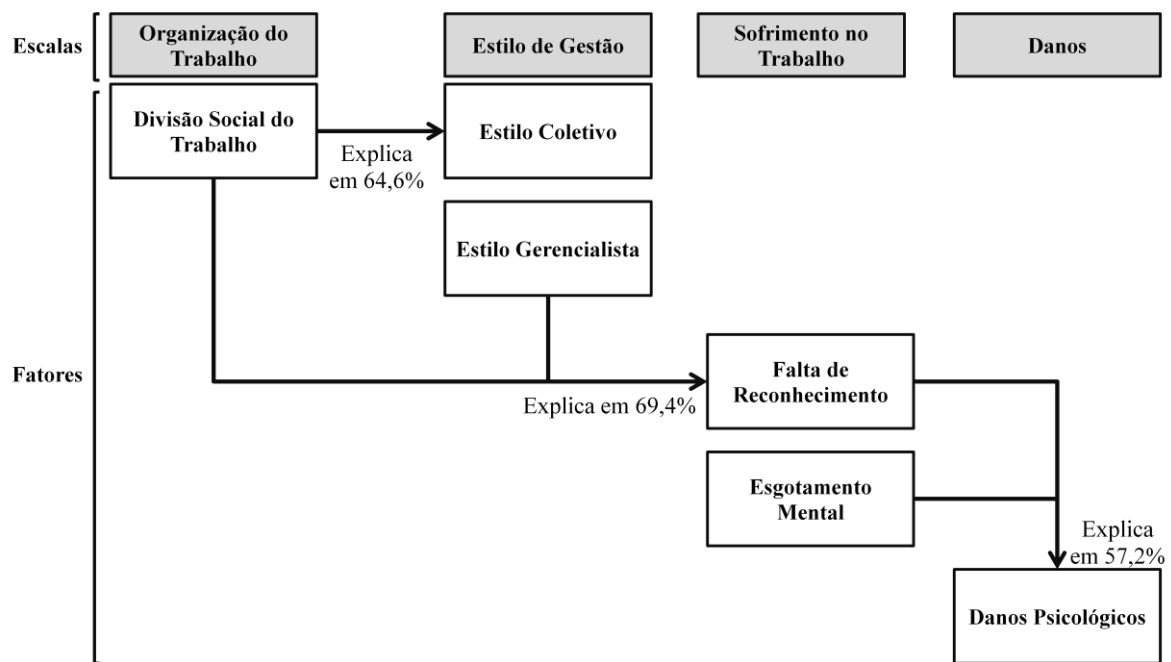 Escalas
Organização do
Trabalho
Estilo de Gestão
Sofrimento no
Trabalho
Danos
Divisão Social do
Trabalho
Explica
em 64,6%
Estilo Coletivo
Estilo Gerencialista
Fatores
Explica em 69,4%
Falta de
Reconhecimento
Esgotamento
Mental
Explica
em 57,2%
Danos Psicológicos